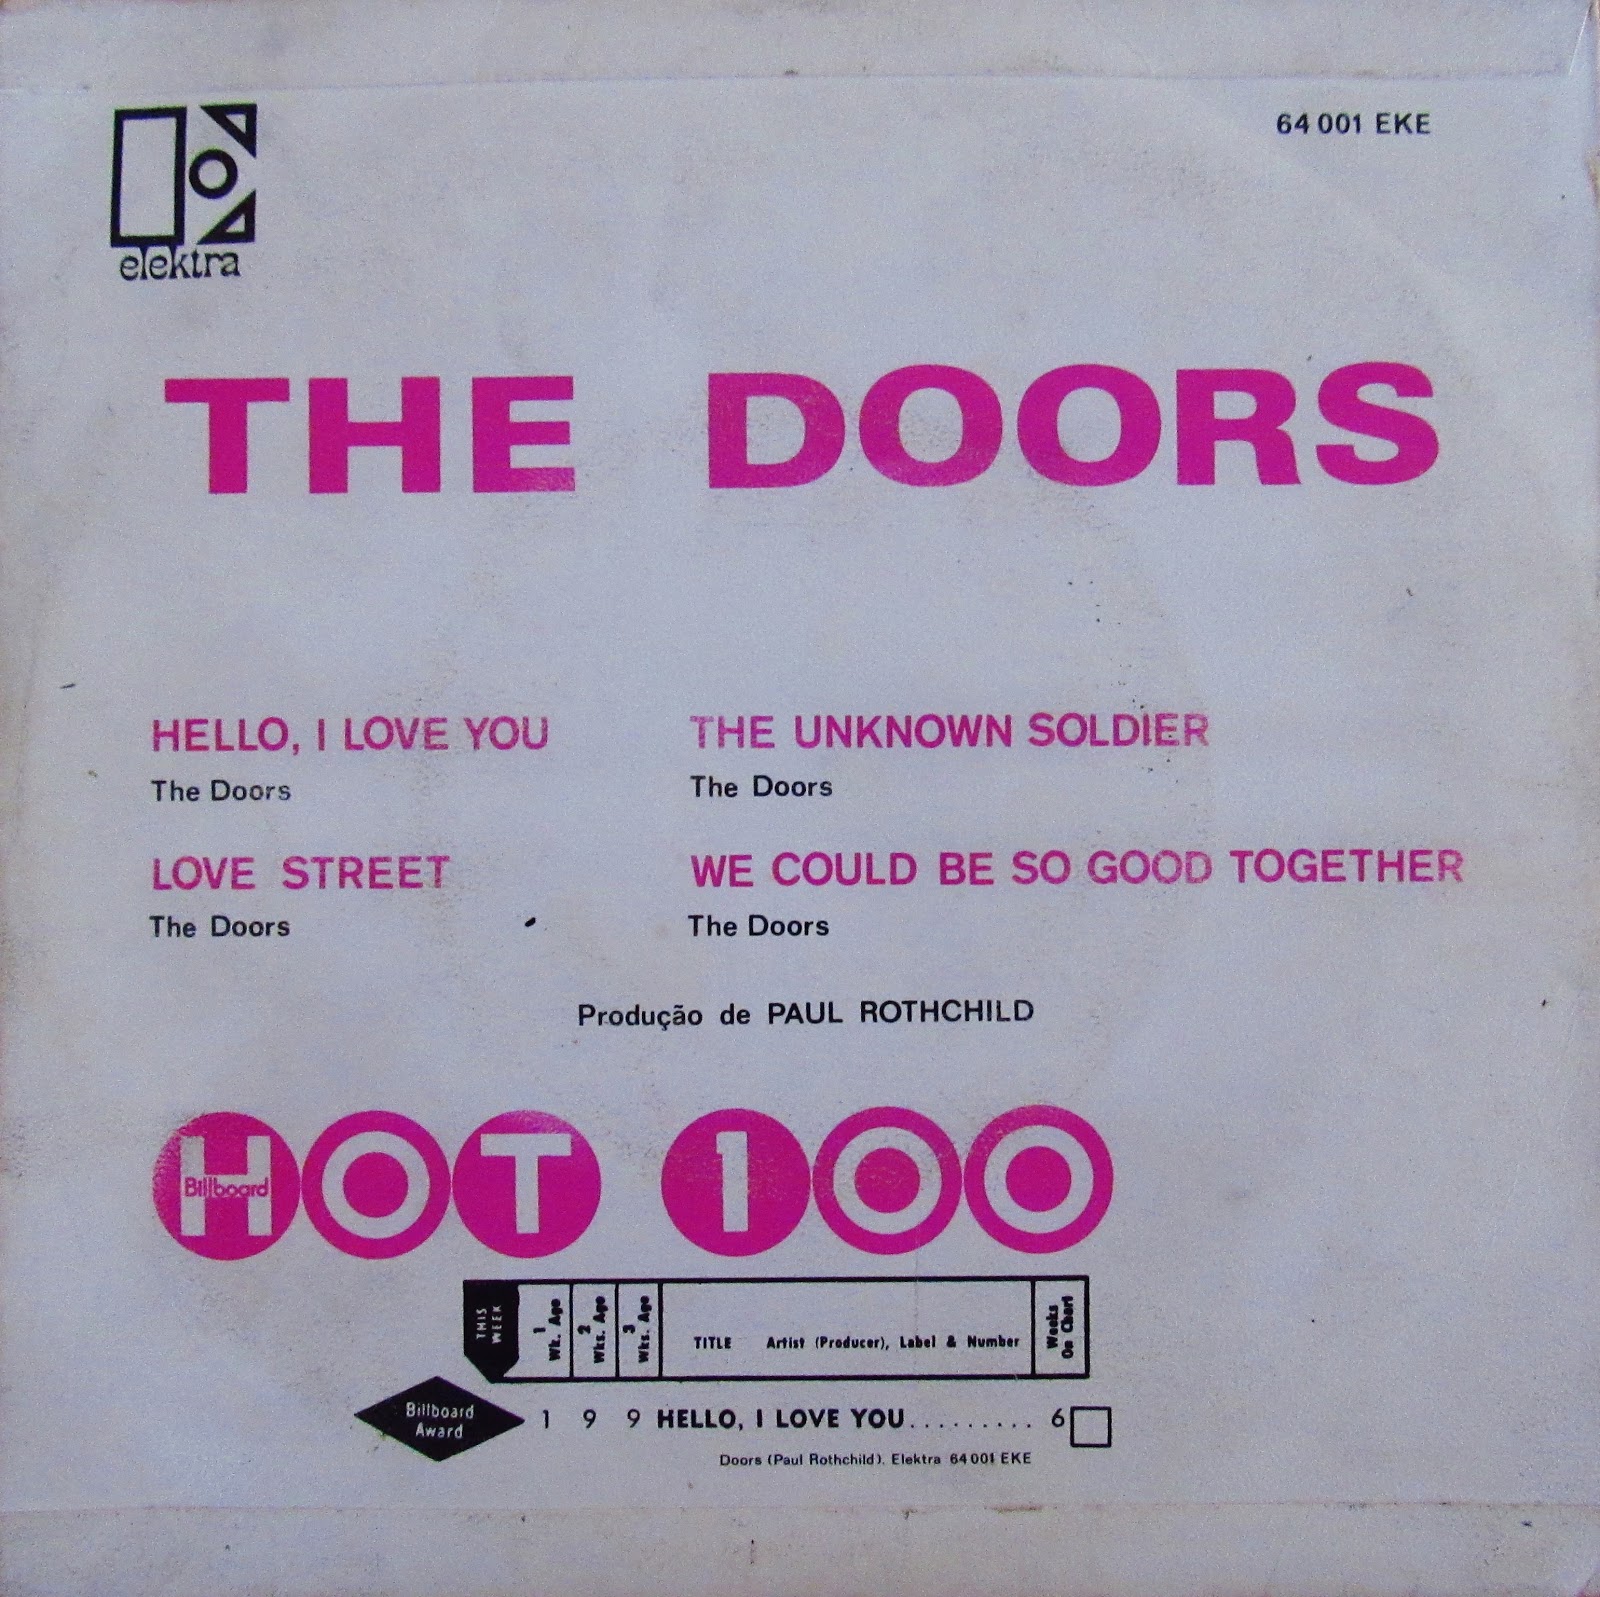 64 001 EKE
elektra
THE DOORS
HELLO, I LOVE YOU
The Doors
LOVE STREET
The Doors
THE UNKNOWN SOLDIER
The Doors
WE COULD BE SO GOOD TOGETHER
The Doors
Produção de PAUL ROTHCHILD
HOT 100
Billboard
THIS WEEK
1 Wk. Ago
2 Wks. Ago
3 Wks. Ago
TITLE Artist (Producer), Label & Number
Weeks On Chart
Billboard
Award
1 9 9 HELLO, I LOVE YOU......... 6
Doors (Paul Rothchild). Elektra 64 001 EKE